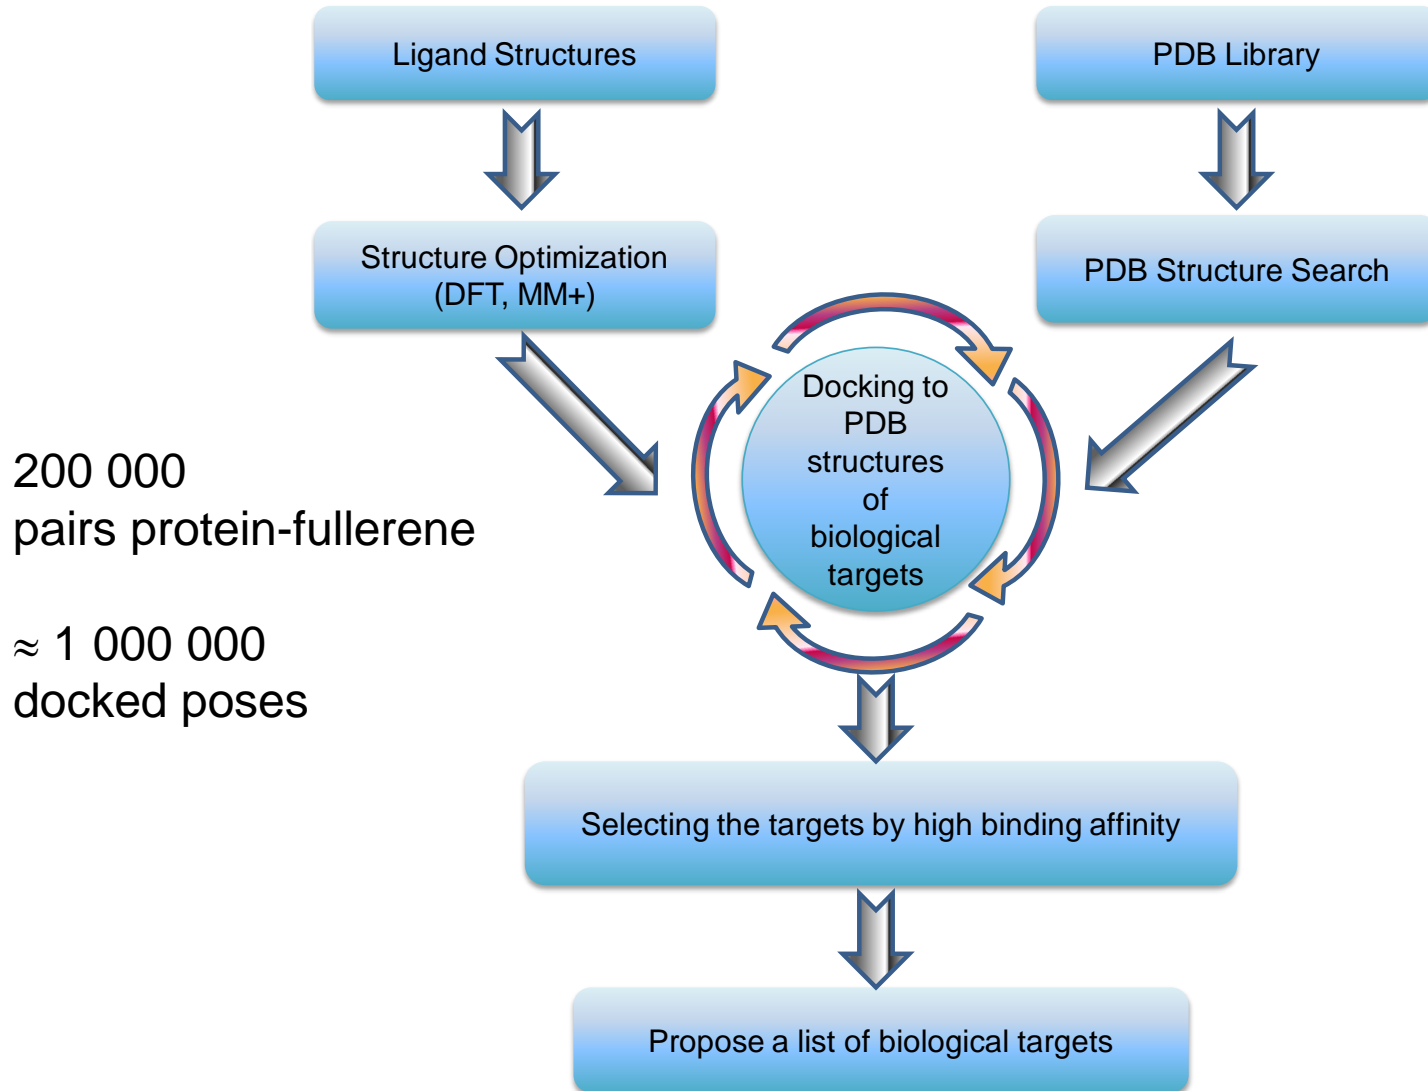 Ligand Structures
PDB Library
Structure Optimization
(DFT, MM+)
PDB Structure Search
Docking to
PDB
structures
of
biological
targets
200 000
pairs protein-fullerene
≈ 1 000 000
docked poses
Selecting the targets by high binding affinity
Propose a list of biological targets